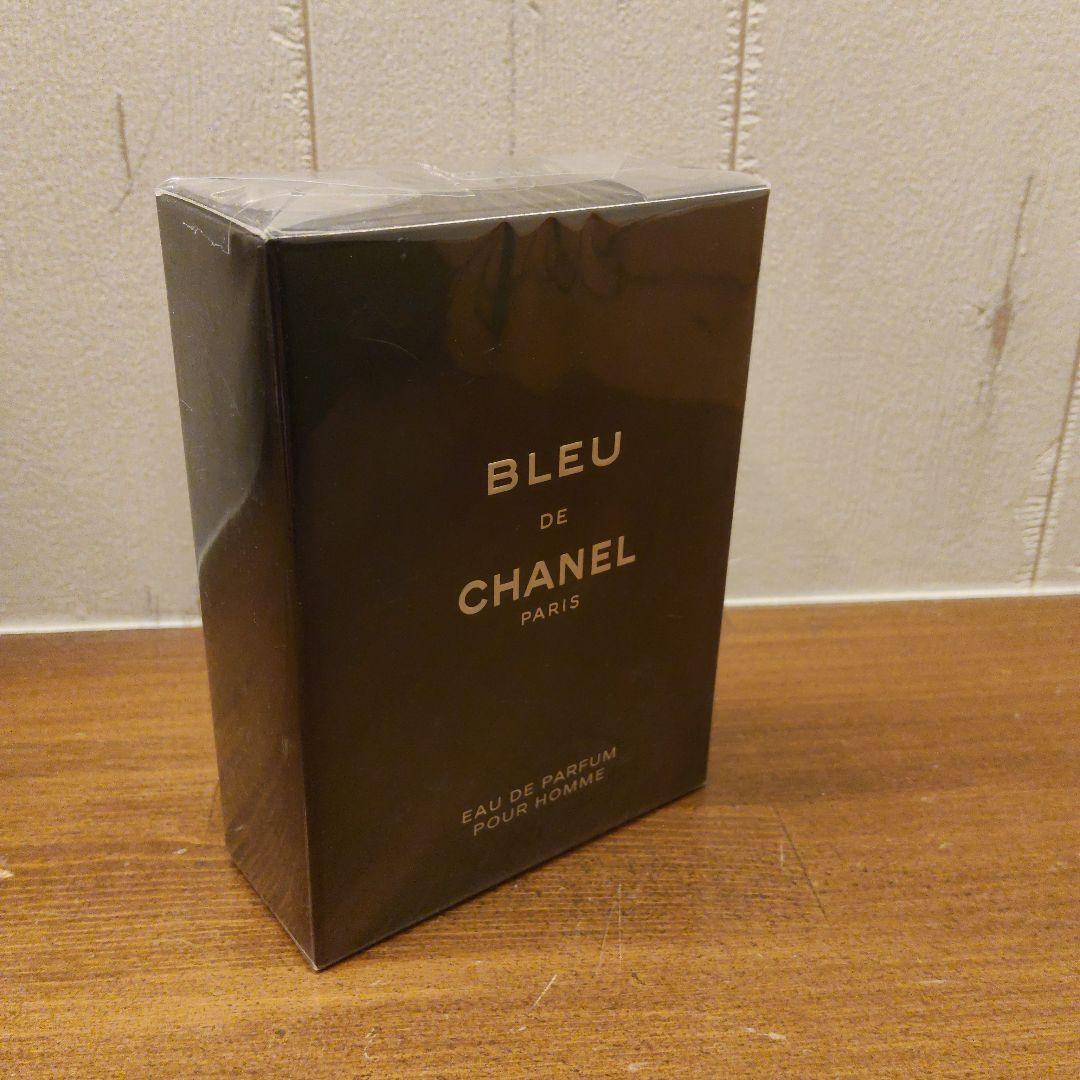 BLEU
DE
CHANEL
PARIS
EAU DE PARFUM
POUR HOMME